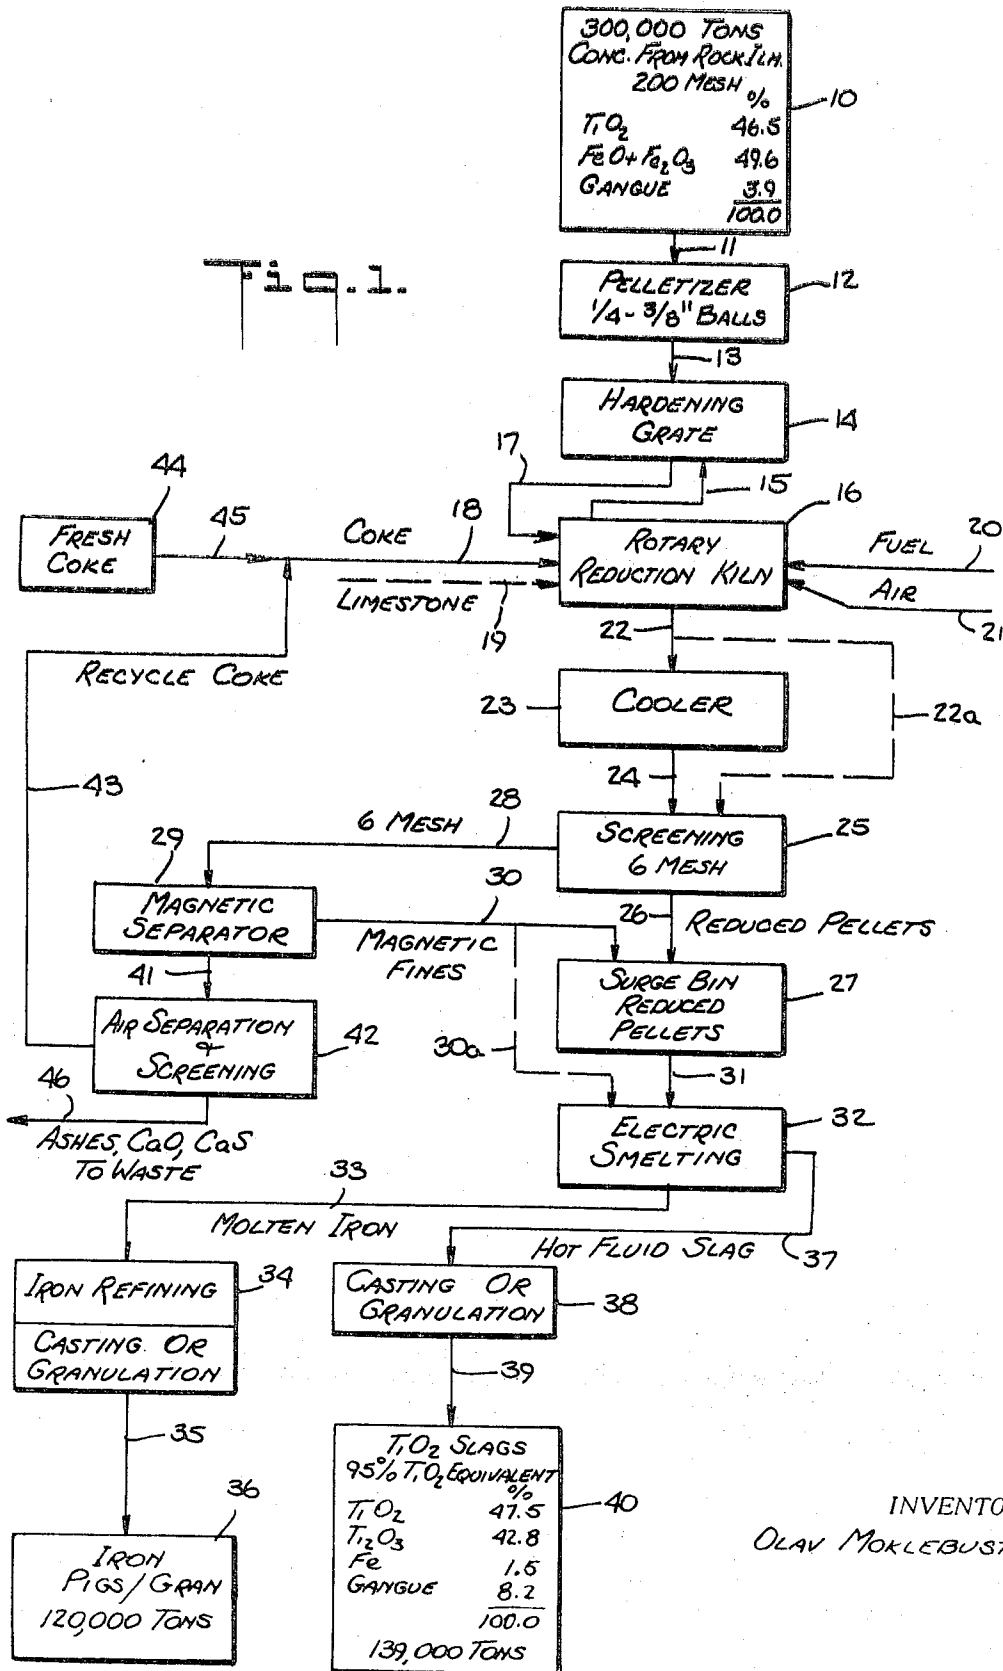 300,000 TONS
CONC. FROM ROCK ILM.
200 MESH
%
TiO2 46.5
FeO + Fe2O3 49.6
GANGUE 3.9
100.0
10
11
Fig.1.
PELLETIZER
1/4 - 3/8" BALLS
12
13
HARDENING
GRATE
14
17
15
16
44
FRESH
COKE
45
COKE
18
LIMESTONE
19
ROTARY
REDUCTION KILN
FUEL
20
AIR
21
22
RECYCLE COKE
23
COOLER
22a
24
43
6 MESH
28
SCREENING
6 MESH
25
29
MAGNETIC
SEPARATOR
30
MAGNETIC
FINES
26
REDUCED PELLETS
41
AIR SEPARATION
&
SCREENING
42
SURGE BIN
REDUCED
PELLETS
27
30a
31
46
ASHES, CaO, CaS
TO WASTE
ELECTRIC
SMELTING
32
33
MOLTEN IRON
HOT FLUID SLAG
37
IRON REFINING
34
CASTING OR
GRANULATION
CASTING OR
GRANULATION
38
35
39
36
IRON
PIGS/GRAN
120,000 TONS
TiO2 SLAGS
95% TiO2 EQUIVALENT
%
TiO2 47.5
Ti2O3 42.8
Fe 1.5
GANGUE 8.2
100.0
139,000 TONS
40
INVENTO
OLAV MOKLEBUST